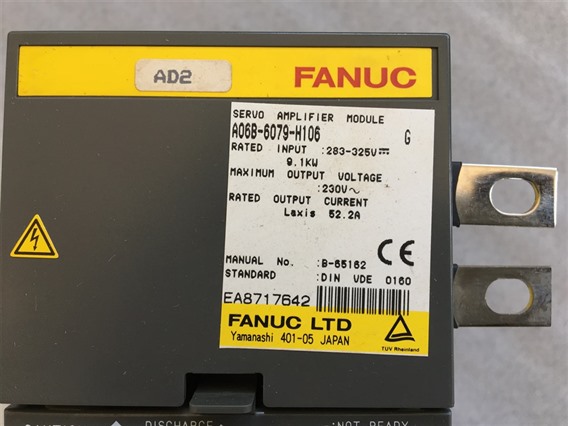 AD2
FANUC
SERVO AMPLIFIER MODULE
A06B-6079-H106 G
RATED INPUT :283-325V⎓
9.1KW
MAXIMUM OUTPUT VOLTAGE
:230V~
RATED OUTPUT CURRENT
Laxis 52.2A
MANUAL No. :B-65162
STANDARD :DIN VDE 0160
CE
EA8717642
FANUC LTD
Yamanashi 401-05 JAPAN
TUV Rheinland
DISCHARGE :NOT READY